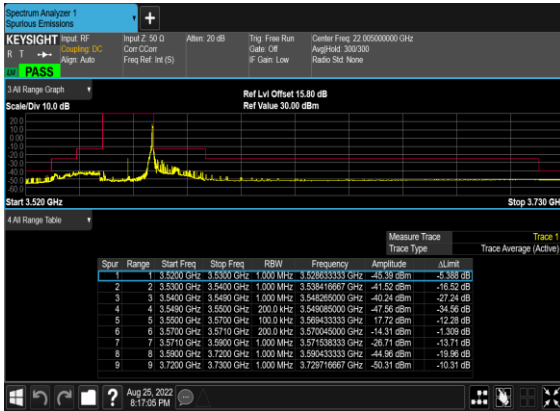 Spectrum Analyzer 1
Spurious Emissions
KEYSIGHT Input: RF Input Z: 50 Ω Atten: 20 dB Trig: Free Run Center Freq: 22.005000000 GHz
R T Coupling: DC Corr CCorr Gate: Off Avg|Hold: 300/300
Align: Auto Freq Ref: Int (S) IF Gain: Low Radio Std: None
PASS
3 All Range Graph
Ref Lvl Offset 15.80 dB
Scale/Div 10.0 dB Ref Value 30.00 dBm
20.0
10.0
0.00
-10.0
-20.0
-30.0
-40.0
-50.0
-60.0
Start 3.520 GHz Stop 3.730 GH
4 All Range Table
Measure Trace Trace 1
Trace Type Trace Average (Active)
Spur Range Start Freq Stop Freq RBW Frequency Amplitude ΔLimit
1 1 3.5200 GHz 3.5300 GHz 1.000 MHz 3.528633333 GHz -45.39 dBm -5.388 dB
2 2 3.5300 GHz 3.5400 GHz 1.000 MHz 3.538416667 GHz -41.52 dBm -16.52 dB
3 3 3.5400 GHz 3.5490 GHz 1.000 MHz 3.548265000 GHz -40.24 dBm -27.24 dB
4 4 3.5490 GHz 3.5500 GHz 200.0 kHz 3.549085000 GHz -47.56 dBm -34.56 dB
5 5 3.5500 GHz 3.5700 GHz 100.0 kHz 3.569433333 GHz 17.72 dBm -12.28 dB
6 6 3.5700 GHz 3.5710 GHz 200.0 kHz 3.570045000 GHz -14.31 dBm -1.309 dB
7 7 3.5710 GHz 3.5900 GHz 1.000 MHz 3.571538333 GHz -26.71 dBm -13.71 dB
8 8 3.5900 GHz 3.7200 GHz 1.000 MHz 3.590433333 GHz -44.96 dBm -19.96 dB
9 9 3.7200 GHz 3.7300 GHz 1.000 MHz 3.729716667 GHz -50.31 dBm -10.31 dB
Aug 25, 2022
8:17:05 PM